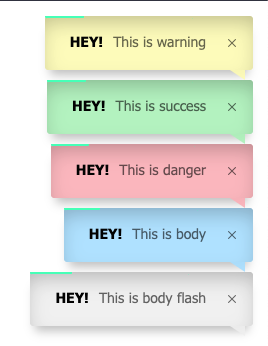 HEY! This is warning ×
HEY! This is success ×
HEY! This is danger ×
HEY! This is body ×
HEY! This is body flash ×